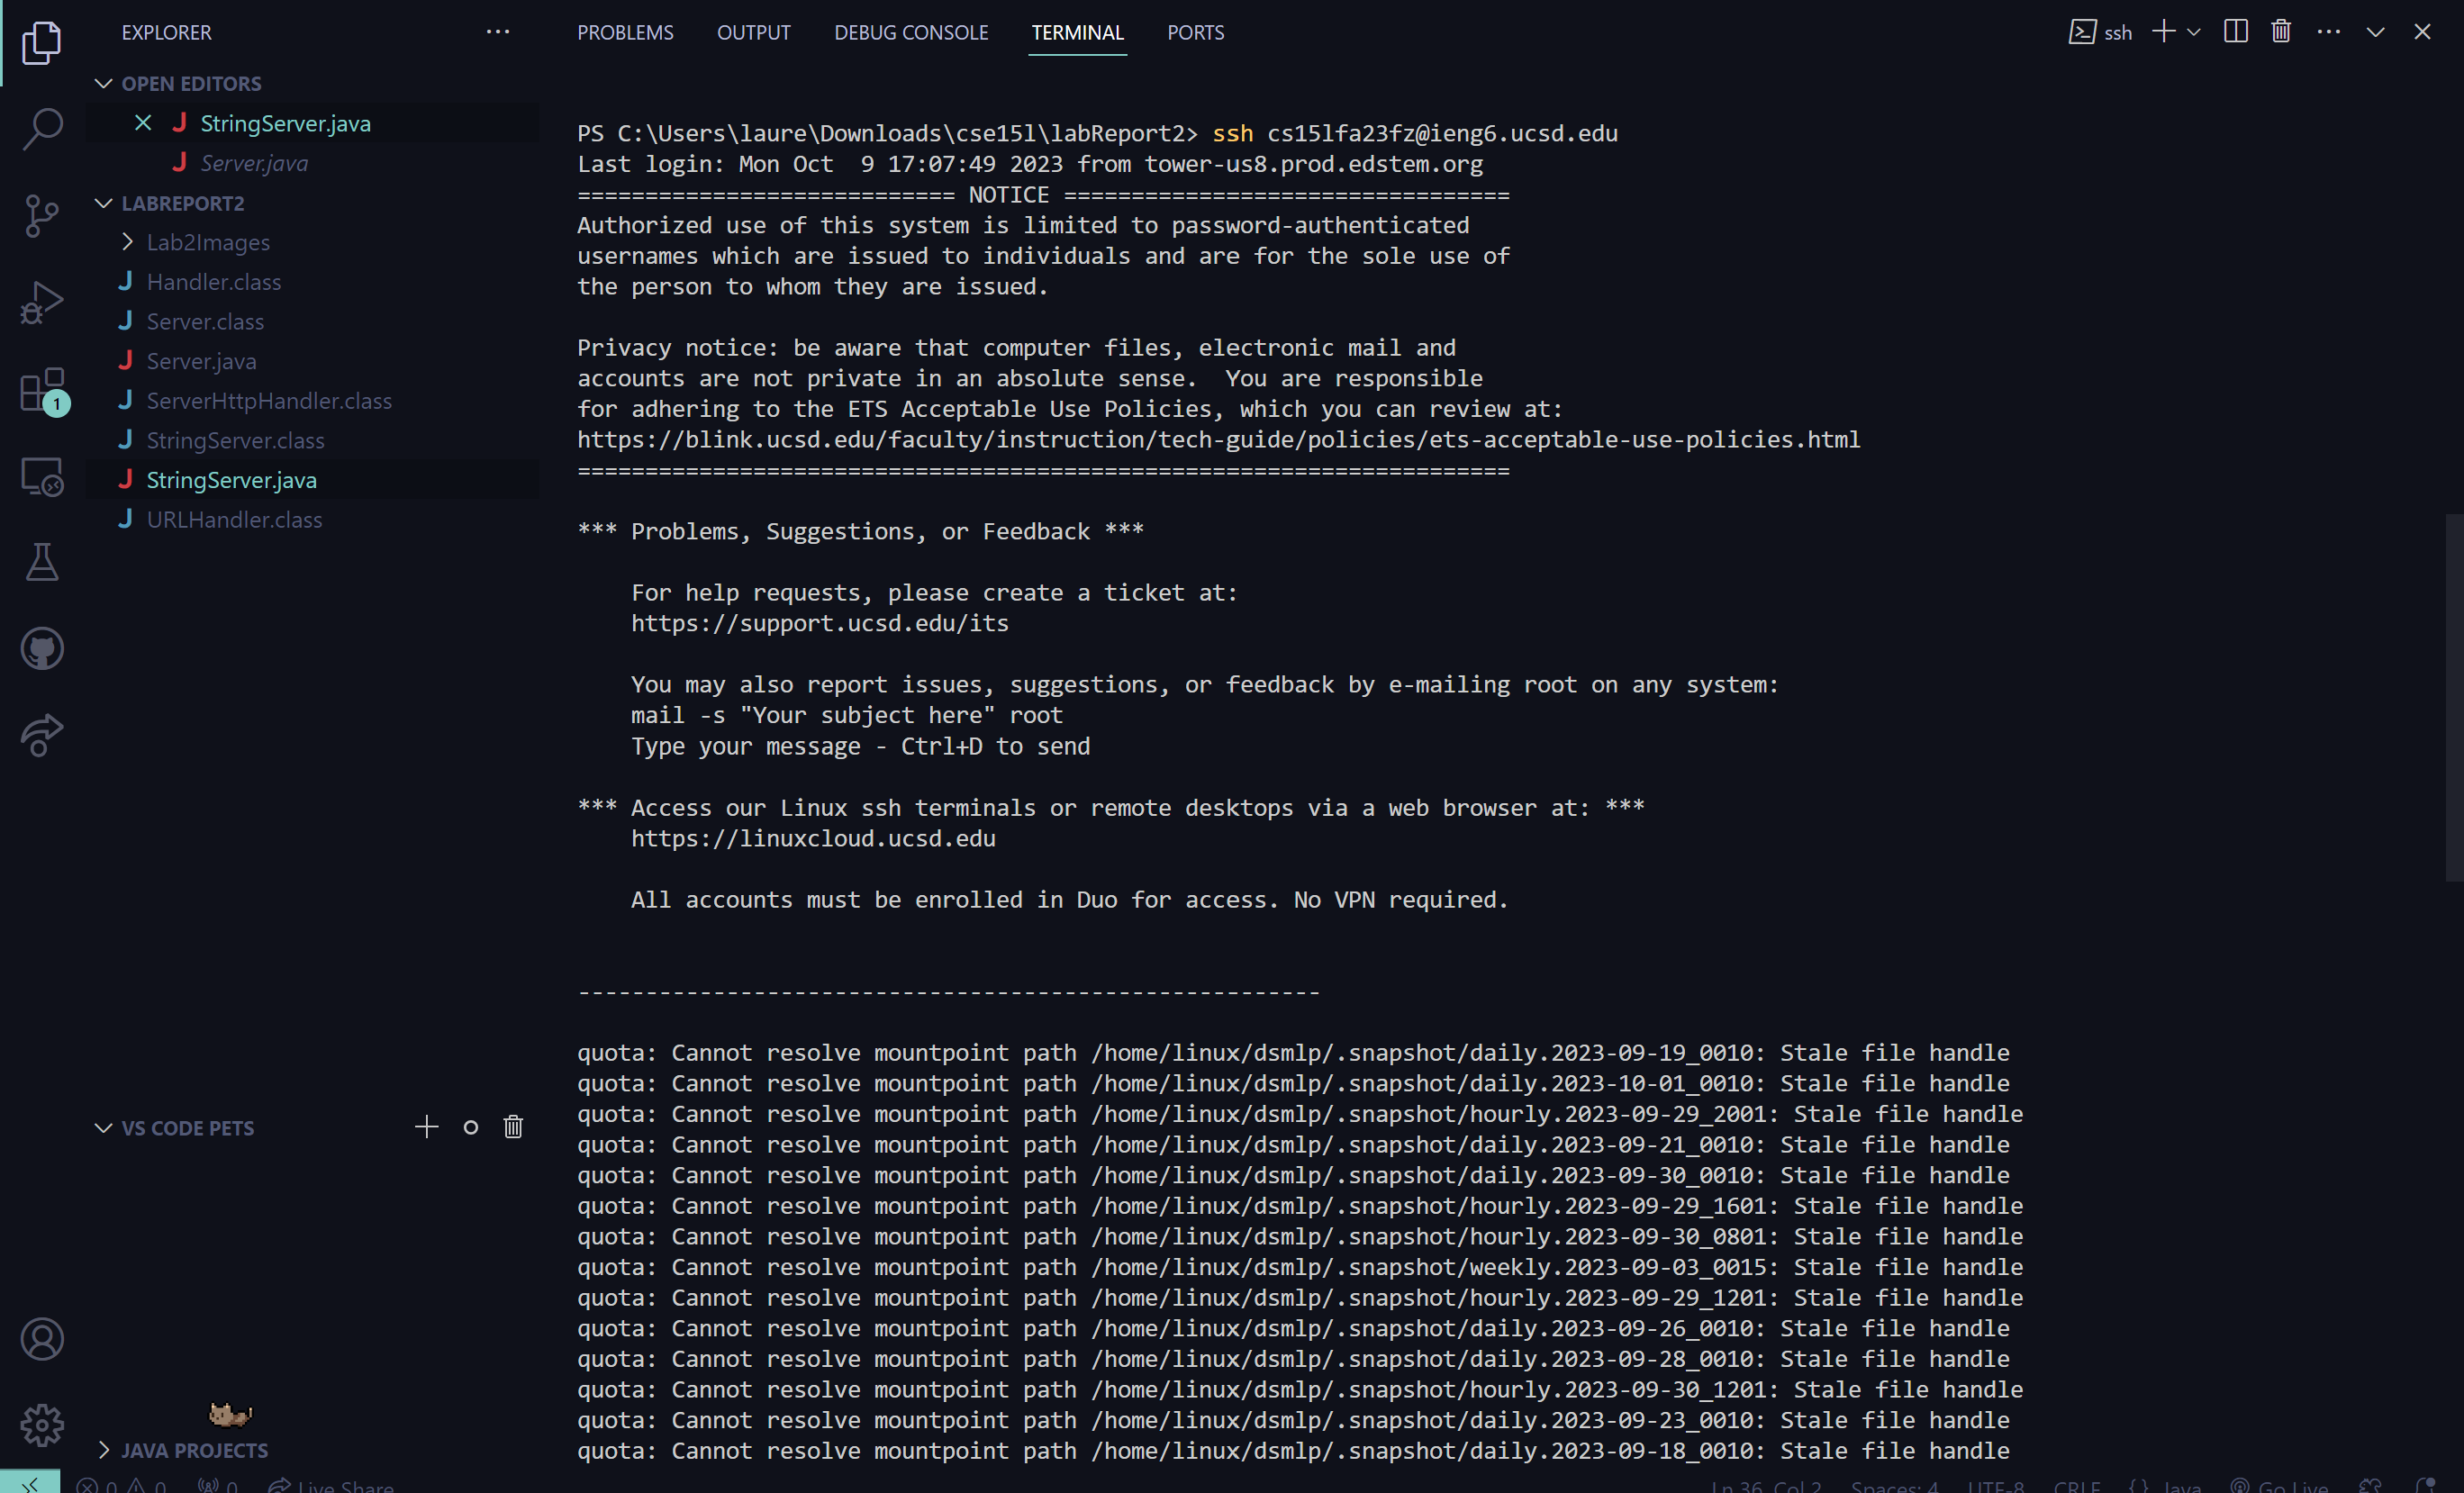 EXPLORER
OPEN EDITORS
StringServer.java
Server.java
LABREPORT2
Lab2Images
Handler.class
Server.class
Server.java
ServerHttpHandler.class
StringServer.class
StringServer.java
URLHandler.class
1
VS CODE PETS
JAVA PROJECTS
PROBLEMS OUTPUT DEBUG CONSOLE TERMINAL PORTS
ssh
PS C:\Users\laure\Downloads\cse15l\labReport2> ssh cs15lfa23fz@ieng6.ucsd.edu
Last login: Mon Oct  9 17:07:49 2023 from tower-us8.prod.edstem.org
============================ NOTICE =================================
Authorized use of this system is limited to password-authenticated
usernames which are issued to individuals and are for the sole use of
the person to whom they are issued.
Privacy notice: be aware that computer files, electronic mail and
accounts are not private in an absolute sense.  You are responsible
for adhering to the ETS Acceptable Use Policies, which you can review at:
https://blink.ucsd.edu/faculty/instruction/tech-guide/policies/ets-acceptable-use-policies.html
=====================================================================
*** Problems, Suggestions, or Feedback ***
For help requests, please create a ticket at:
https://support.ucsd.edu/its
You may also report issues, suggestions, or feedback by e-mailing root on any system:
mail -s "Your subject here" root
Type your message - Ctrl+D to send
*** Access our Linux ssh terminals or remote desktops via a web browser at: ***
https://linuxcloud.ucsd.edu
All accounts must be enrolled in Duo for access. No VPN required.
-------------------------------------------------------
quota: Cannot resolve mountpoint path /home/linux/dsmlp/.snapshot/daily.2023-09-19_0010: Stale file handle
quota: Cannot resolve mountpoint path /home/linux/dsmlp/.snapshot/daily.2023-10-01_0010: Stale file handle
quota: Cannot resolve mountpoint path /home/linux/dsmlp/.snapshot/hourly.2023-09-29_2001: Stale file handle
quota: Cannot resolve mountpoint path /home/linux/dsmlp/.snapshot/daily.2023-09-21_0010: Stale file handle
quota: Cannot resolve mountpoint path /home/linux/dsmlp/.snapshot/daily.2023-09-30_0010: Stale file handle
quota: Cannot resolve mountpoint path /home/linux/dsmlp/.snapshot/hourly.2023-09-29_1601: Stale file handle
quota: Cannot resolve mountpoint path /home/linux/dsmlp/.snapshot/hourly.2023-09-30_0801: Stale file handle
quota: Cannot resolve mountpoint path /home/linux/dsmlp/.snapshot/weekly.2023-09-03_0015: Stale file handle
quota: Cannot resolve mountpoint path /home/linux/dsmlp/.snapshot/hourly.2023-09-29_1201: Stale file handle
quota: Cannot resolve mountpoint path /home/linux/dsmlp/.snapshot/daily.2023-09-26_0010: Stale file handle
quota: Cannot resolve mountpoint path /home/linux/dsmlp/.snapshot/daily.2023-09-28_0010: Stale file handle
quota: Cannot resolve mountpoint path /home/linux/dsmlp/.snapshot/hourly.2023-09-30_1201: Stale file handle
quota: Cannot resolve mountpoint path /home/linux/dsmlp/.snapshot/daily.2023-09-23_0010: Stale file handle
quota: Cannot resolve mountpoint path /home/linux/dsmlp/.snapshot/daily.2023-09-18_0010: Stale file handle
0 0 0 Live Share Ln 36, Col 2 Spaces: 4 UTF-8 CRLF {} Java Go Live